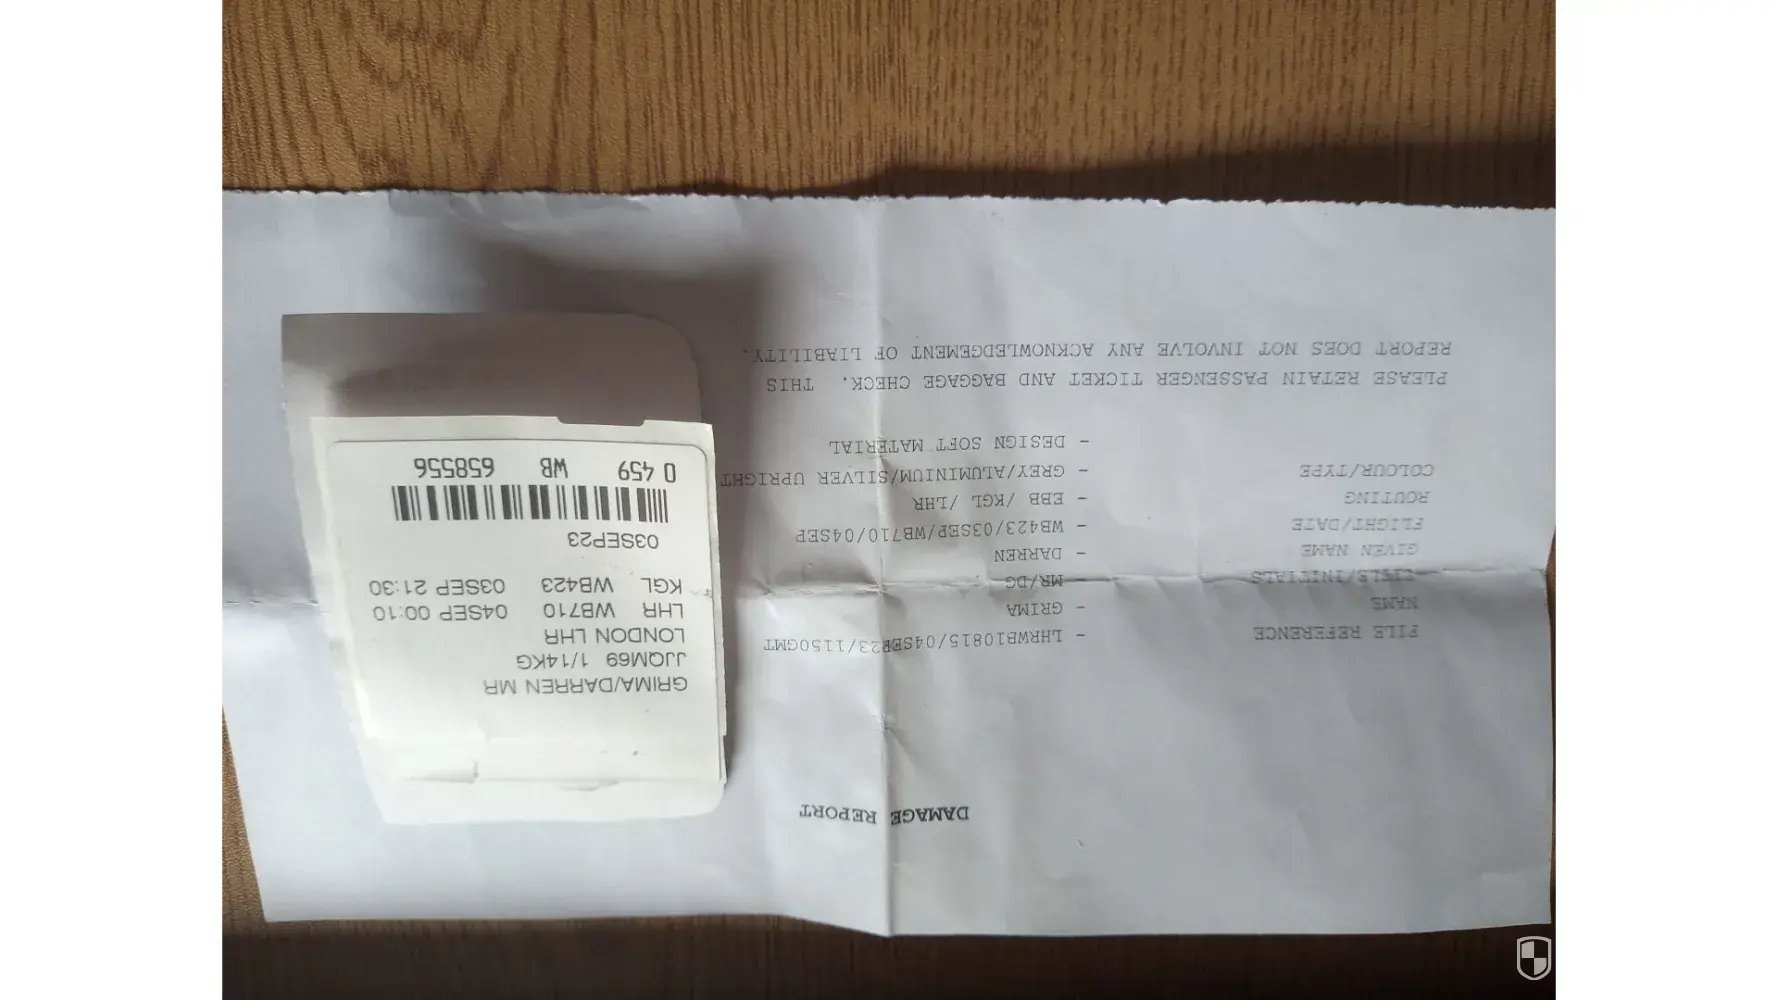 DAMAGE REPORT
FILE REFERENCE - LHRWB10815/04SEP23/1150GMT
NAME - GRIMA
TITLE/INITIALS - MR/DG
GIVEN NAME - DARREN
FLIGHT/DATE - WB423/03SEP/WB710/04SEP
ROUTING - EBB /KGL /LHR
COLOUR/TYPE - GREY/ALUMINIUM/SILVER UPRIGHT
- DESIGN SOFT MATERIAL
PLEASE RETAIN PASSENGER TICKET AND BAGGAGE CHECK. THIS
REPORT DOES NOT INVOLVE ANY ACKNOWLEDGEMENT OF LIABILITY.
GRIMA/DARREN MR
JJQM69 1/14KG
LONDON LHR
LHR WB710 04SEP 00:10
KGL WB423 03SEP 21:30
03SEP23
0 459 WB 658556